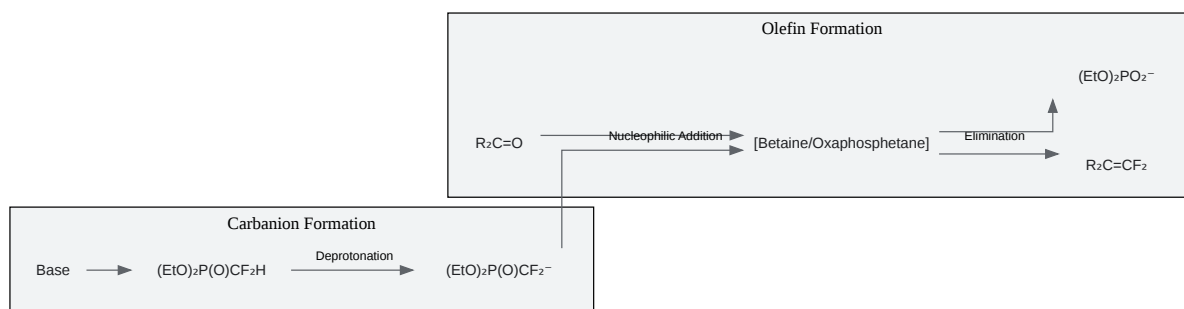 Olefin Formation
(EtO)₂PO₂⁻
R₂C=O
Nucleophilic Addition
[Betaine/Oxaphosphetane]
Elimination
R₂C=CF₂
Carbanion Formation
Base
(EtO)₂P(O)CF₂H
Deprotonation
(EtO)₂P(O)CF₂⁻